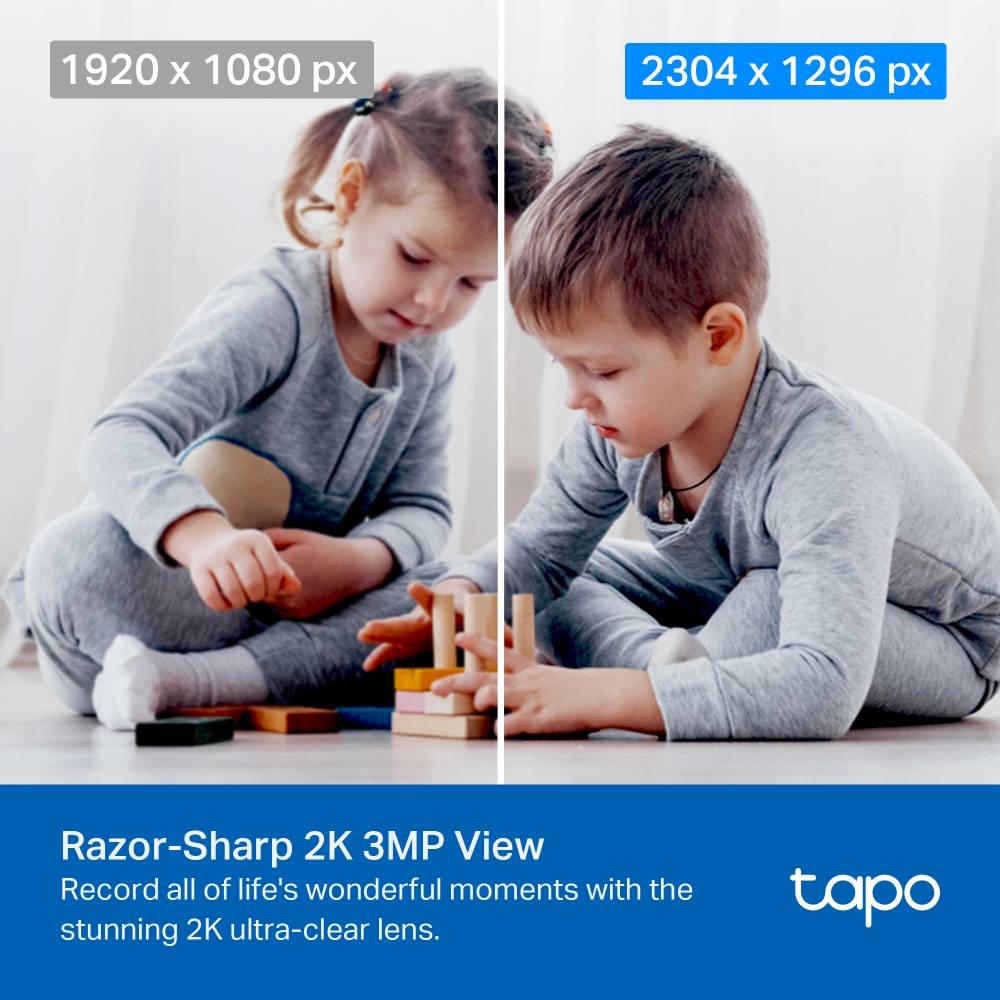 1920 x 1080 px
2304 x 1296 px
Razor-Sharp 2K 3MP View
Record all of life's wonderful moments with the
stunning 2K ultra-clear lens.
tapo